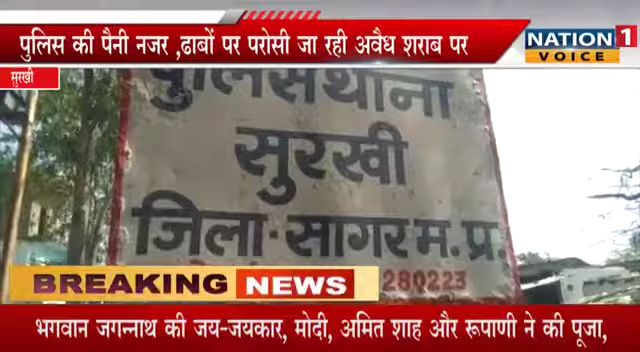 पुलिस की पैनी नजर ,ढाबों पर परोसी जा रही अवैध शराब पर
NATION 1
VOICE
सुरखी
पुलिसथाना
सुरखी
जिला-सागर म.प्र.
280223
BREAKING NEWS
भगवान जगन्नाथ की जय-जयकार, मोदी, अमित शाह और रूपाणी ने की पूजा,